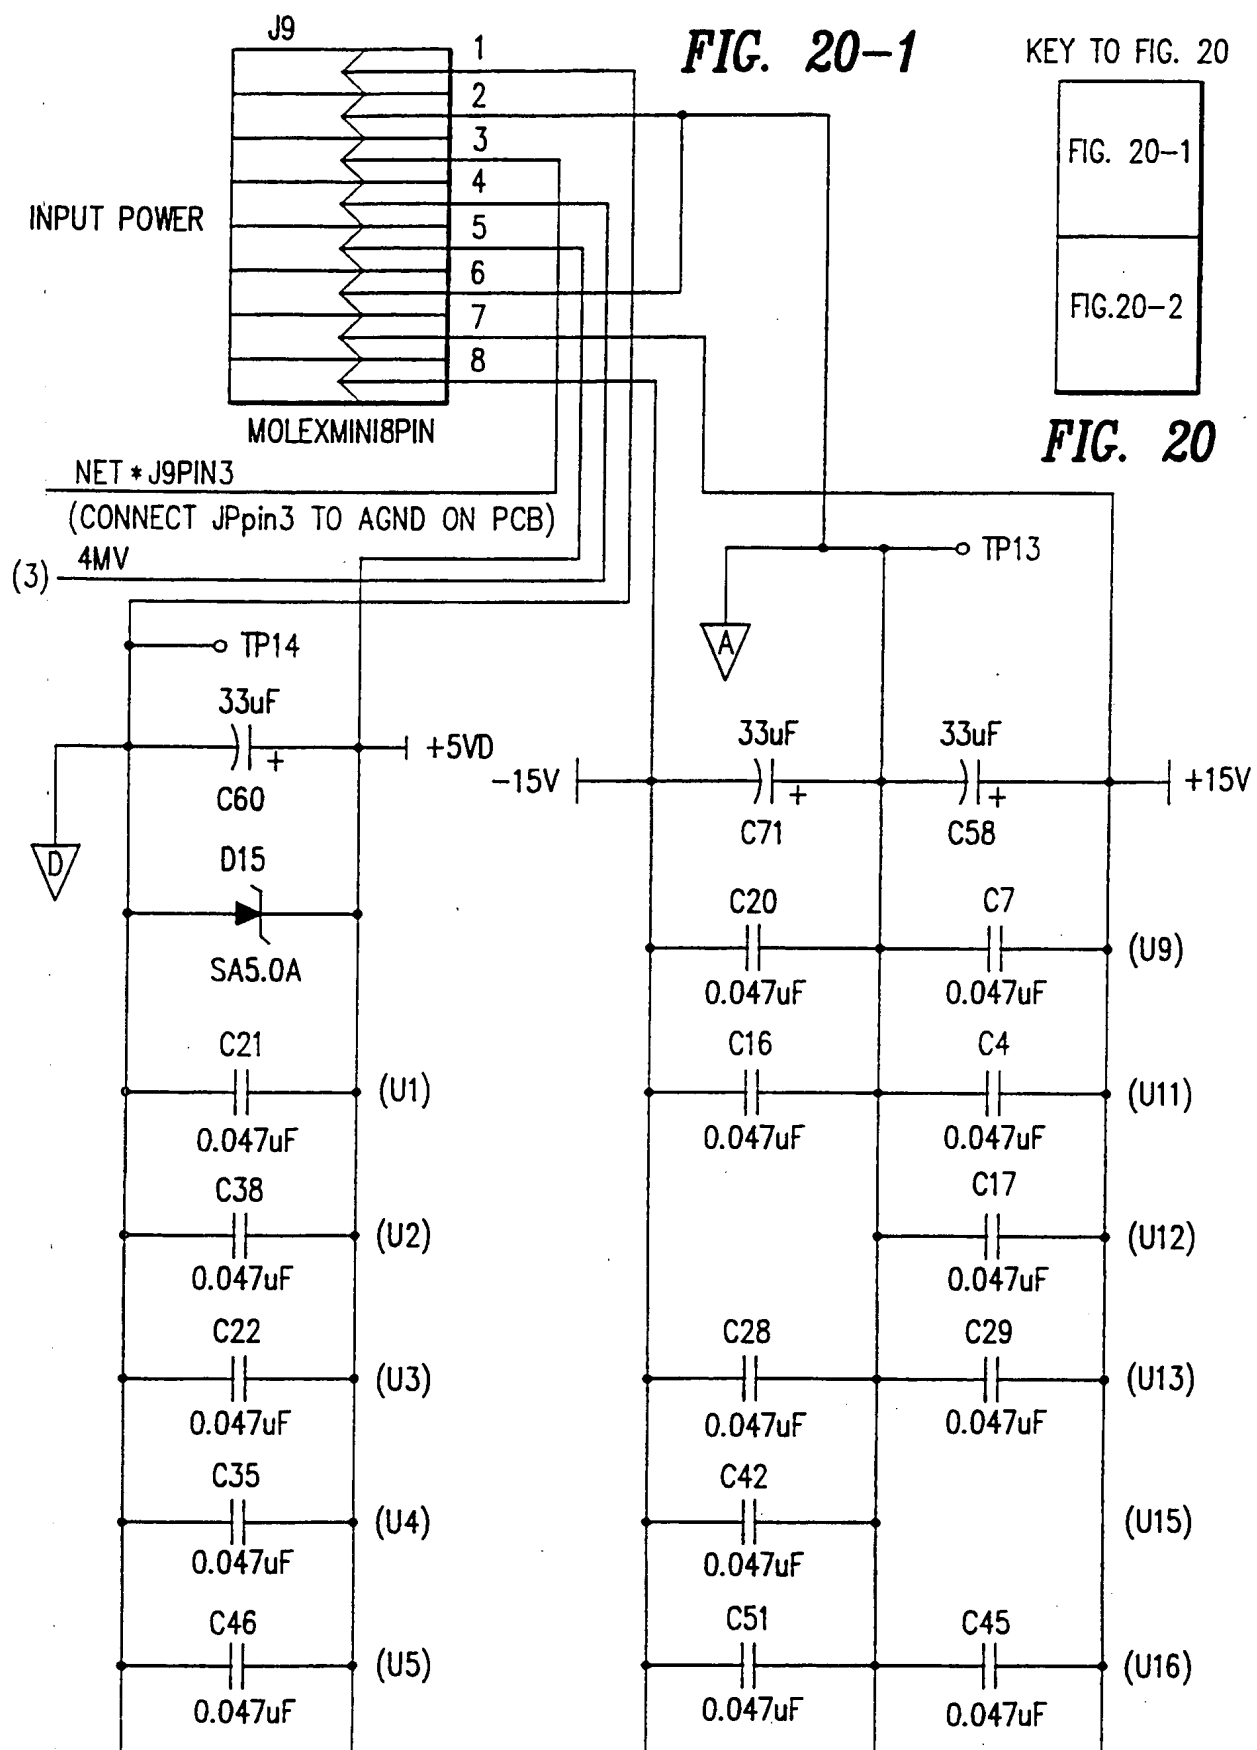 J9
1
FIG. 20-1
KEY TO FIG. 20
2
3
FIG. 20-1
4
INPUT POWER
5
6
FIG.20-2
7
8
MOLEXMINI8PIN
FIG. 20
NET * J9PIN3
(CONNECT JPpin3 TO AGND ON PCB)
(3)
4MV
TP13
A
TP14
33uF
+
C60
+5VD
D
33uF
33uF
-15V
+
+
+15V
C71
C58
D15
SA5.0A
C20
C7
(U9)
0.047uF
0.047uF
C21
(U1)
0.047uF
C16
C4
(U11)
0.047uF
0.047uF
C38
(U2)
0.047uF
C17
(U12)
0.047uF
C22
(U3)
0.047uF
C28
C29
(U13)
0.047uF
0.047uF
C35
(U4)
0.047uF
C42
(U15)
0.047uF
C46
(U5)
0.047uF
C51
C45
(U16)
0.047uF
0.047uF